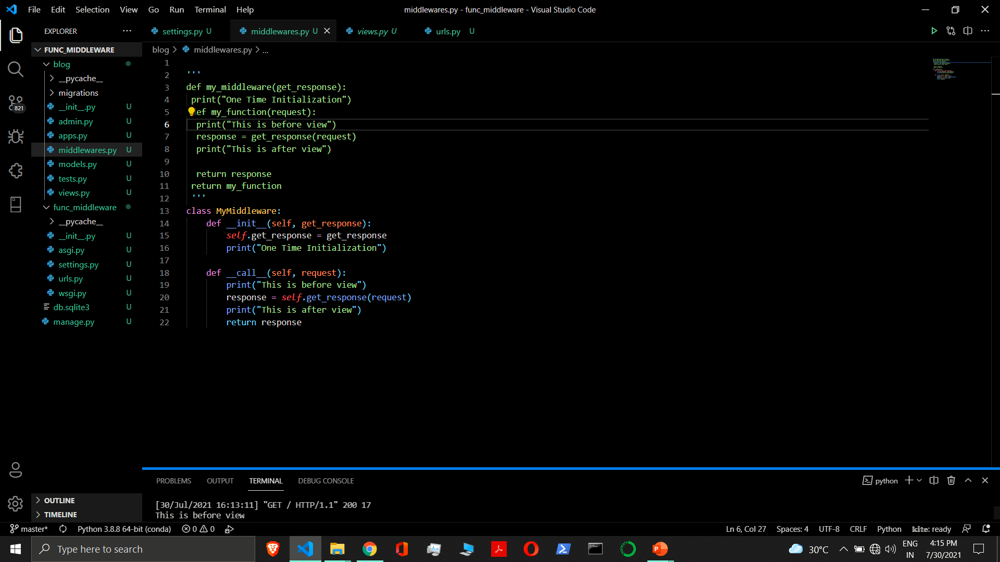 File Edit Selection View Go Run Terminal Help
middlewares.py - func_middleware - Visual Studio Code
EXPLORER
settings.py U
middlewares.py U
views.py U
urls.py U
FUNC_MIDDLEWARE
blog > middlewares.py > ...
blog
__pycache__
migrations
__init__.py U
admin.py U
apps.py U
middlewares.py U
models.py U
tests.py U
views.py U
func_middleware
__pycache__
__init__.py U
asgi.py U
settings.py U
urls.py U
wsgi.py U
db.sqlite3 U
manage.py U
821
1
2 '''
3 def my_middleware(get_response):
4 print("One Time Initialization")
5 ef my_function(request):
6 print("This is before view")
7 response = get_response(request)
8 print("This is after view")
9
10 return response
11 return my_function
12 '''
13 class MyMiddleware:
14 def __init__(self, get_response):
15 self.get_response = get_response
16 print("One Time Initialization")
17
18 def __call__(self, request):
19 print("This is before view")
20 response = self.get_response(request)
21 print("This is after view")
22 return response
PROBLEMS OUTPUT TERMINAL DEBUG CONSOLE
python
[30/Jul/2021 16:13:11] "GET / HTTP/1.1" 200 17
This is before view
OUTLINE
TIMELINE
master* Python 3.8.8 64-bit (conda) 0 0
Ln 6, Col 27 Spaces: 4 UTF-8 CRLF Python kite: ready
Type here to search
30°C
ENG
IN
4:15 PM
7/30/2021